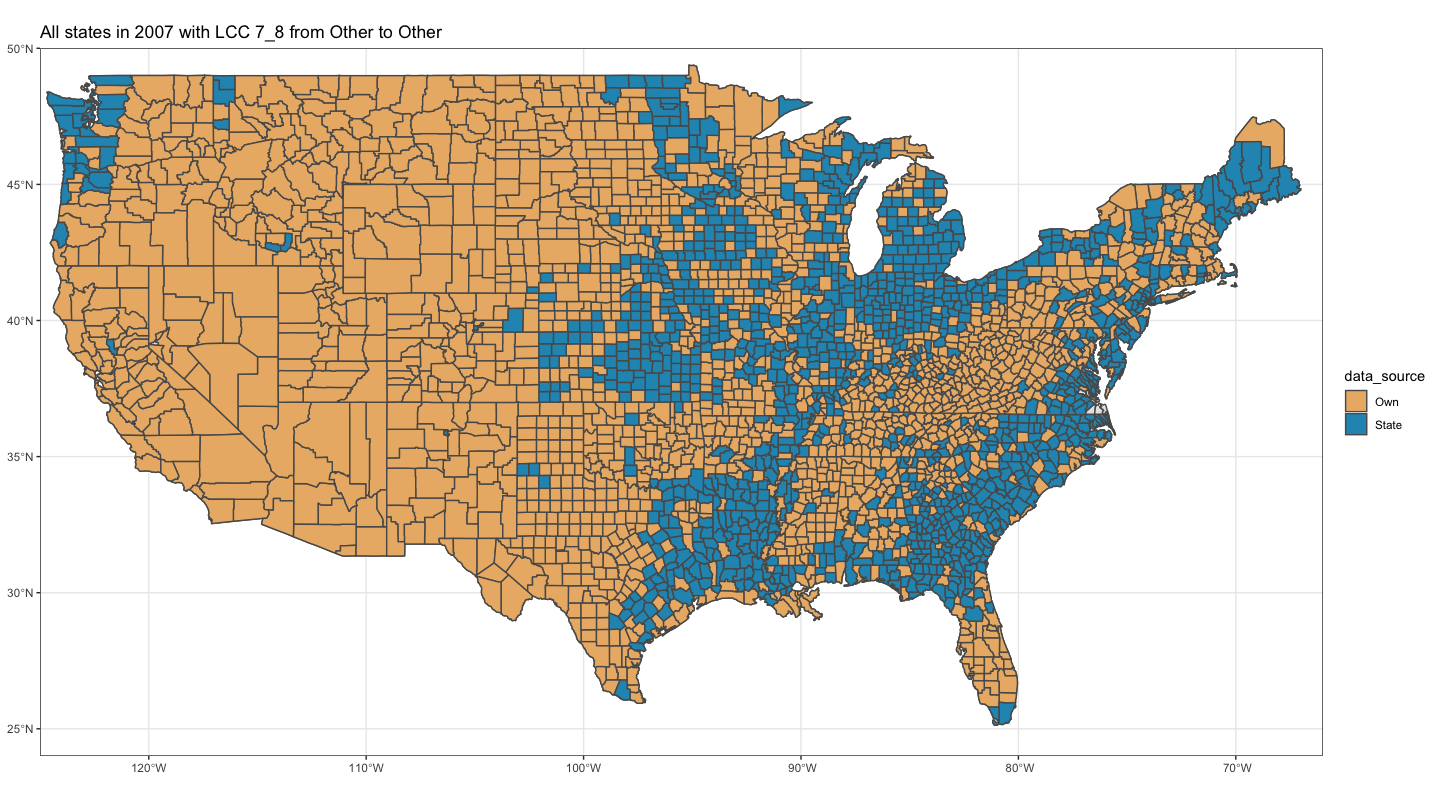 All states in 2007 with LCC 7_8 from Other to Other
50°N
45°N
40°N
35°N
30°N
25°N
120°W
110°W
100°W
90°W
80°W
70°W
data_source
Own
State